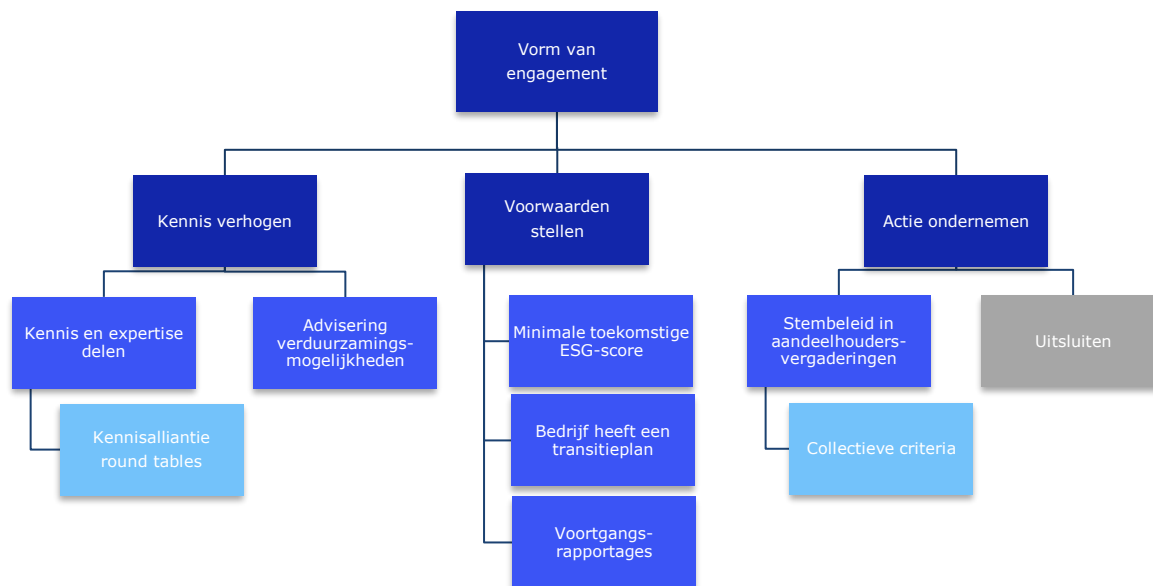 Vorm van
engagement
Kennis verhogen
Voorwaarden
stellen
Actie ondernemen
Kennis en expertise
delen
Advisering
verduurzamings-
mogelijkheden
Kennisalliantie
round tables
Minimale toekomstige
ESG-score
Bedrijf heeft een
transitieplan
Voortgangs-
rapportages
Stembeleid in
aandeelhouders-
vergaderingen
Uitsluiten
Collectieve criteria